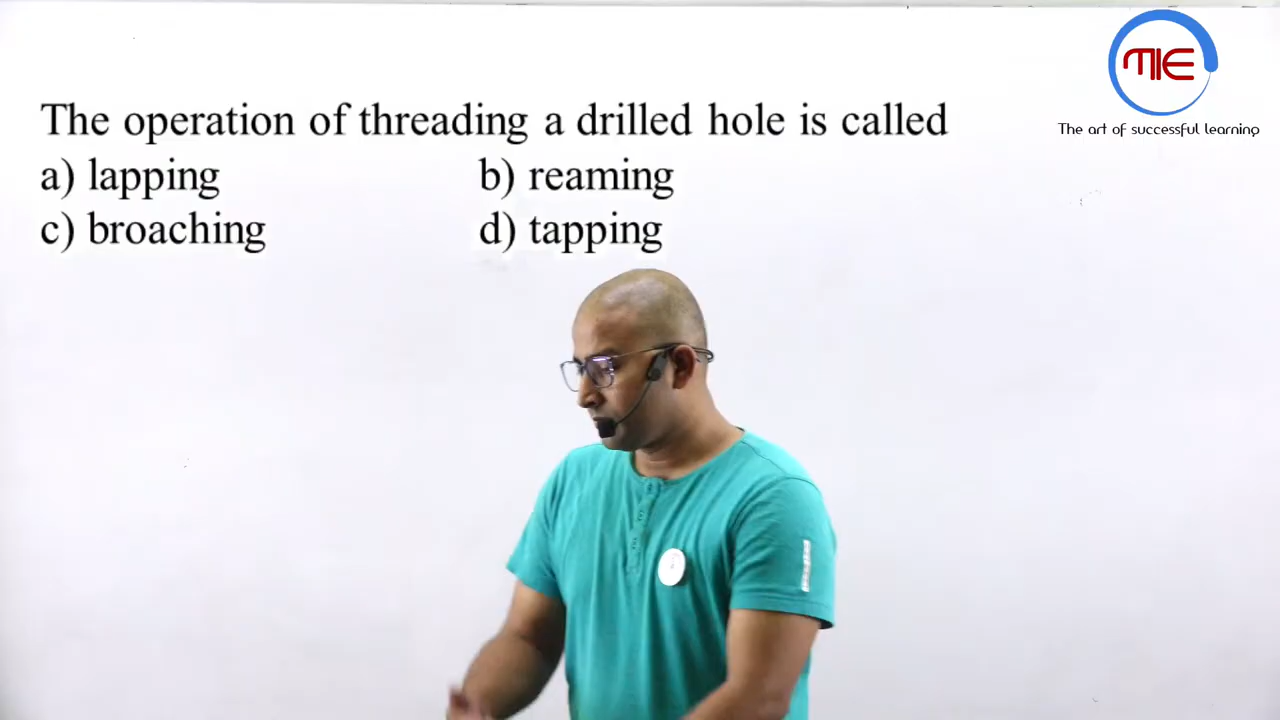 MIE
The art of successful learning
The operation of threading a drilled hole is called
a) lapping b) reaming
c) broaching d) tapping